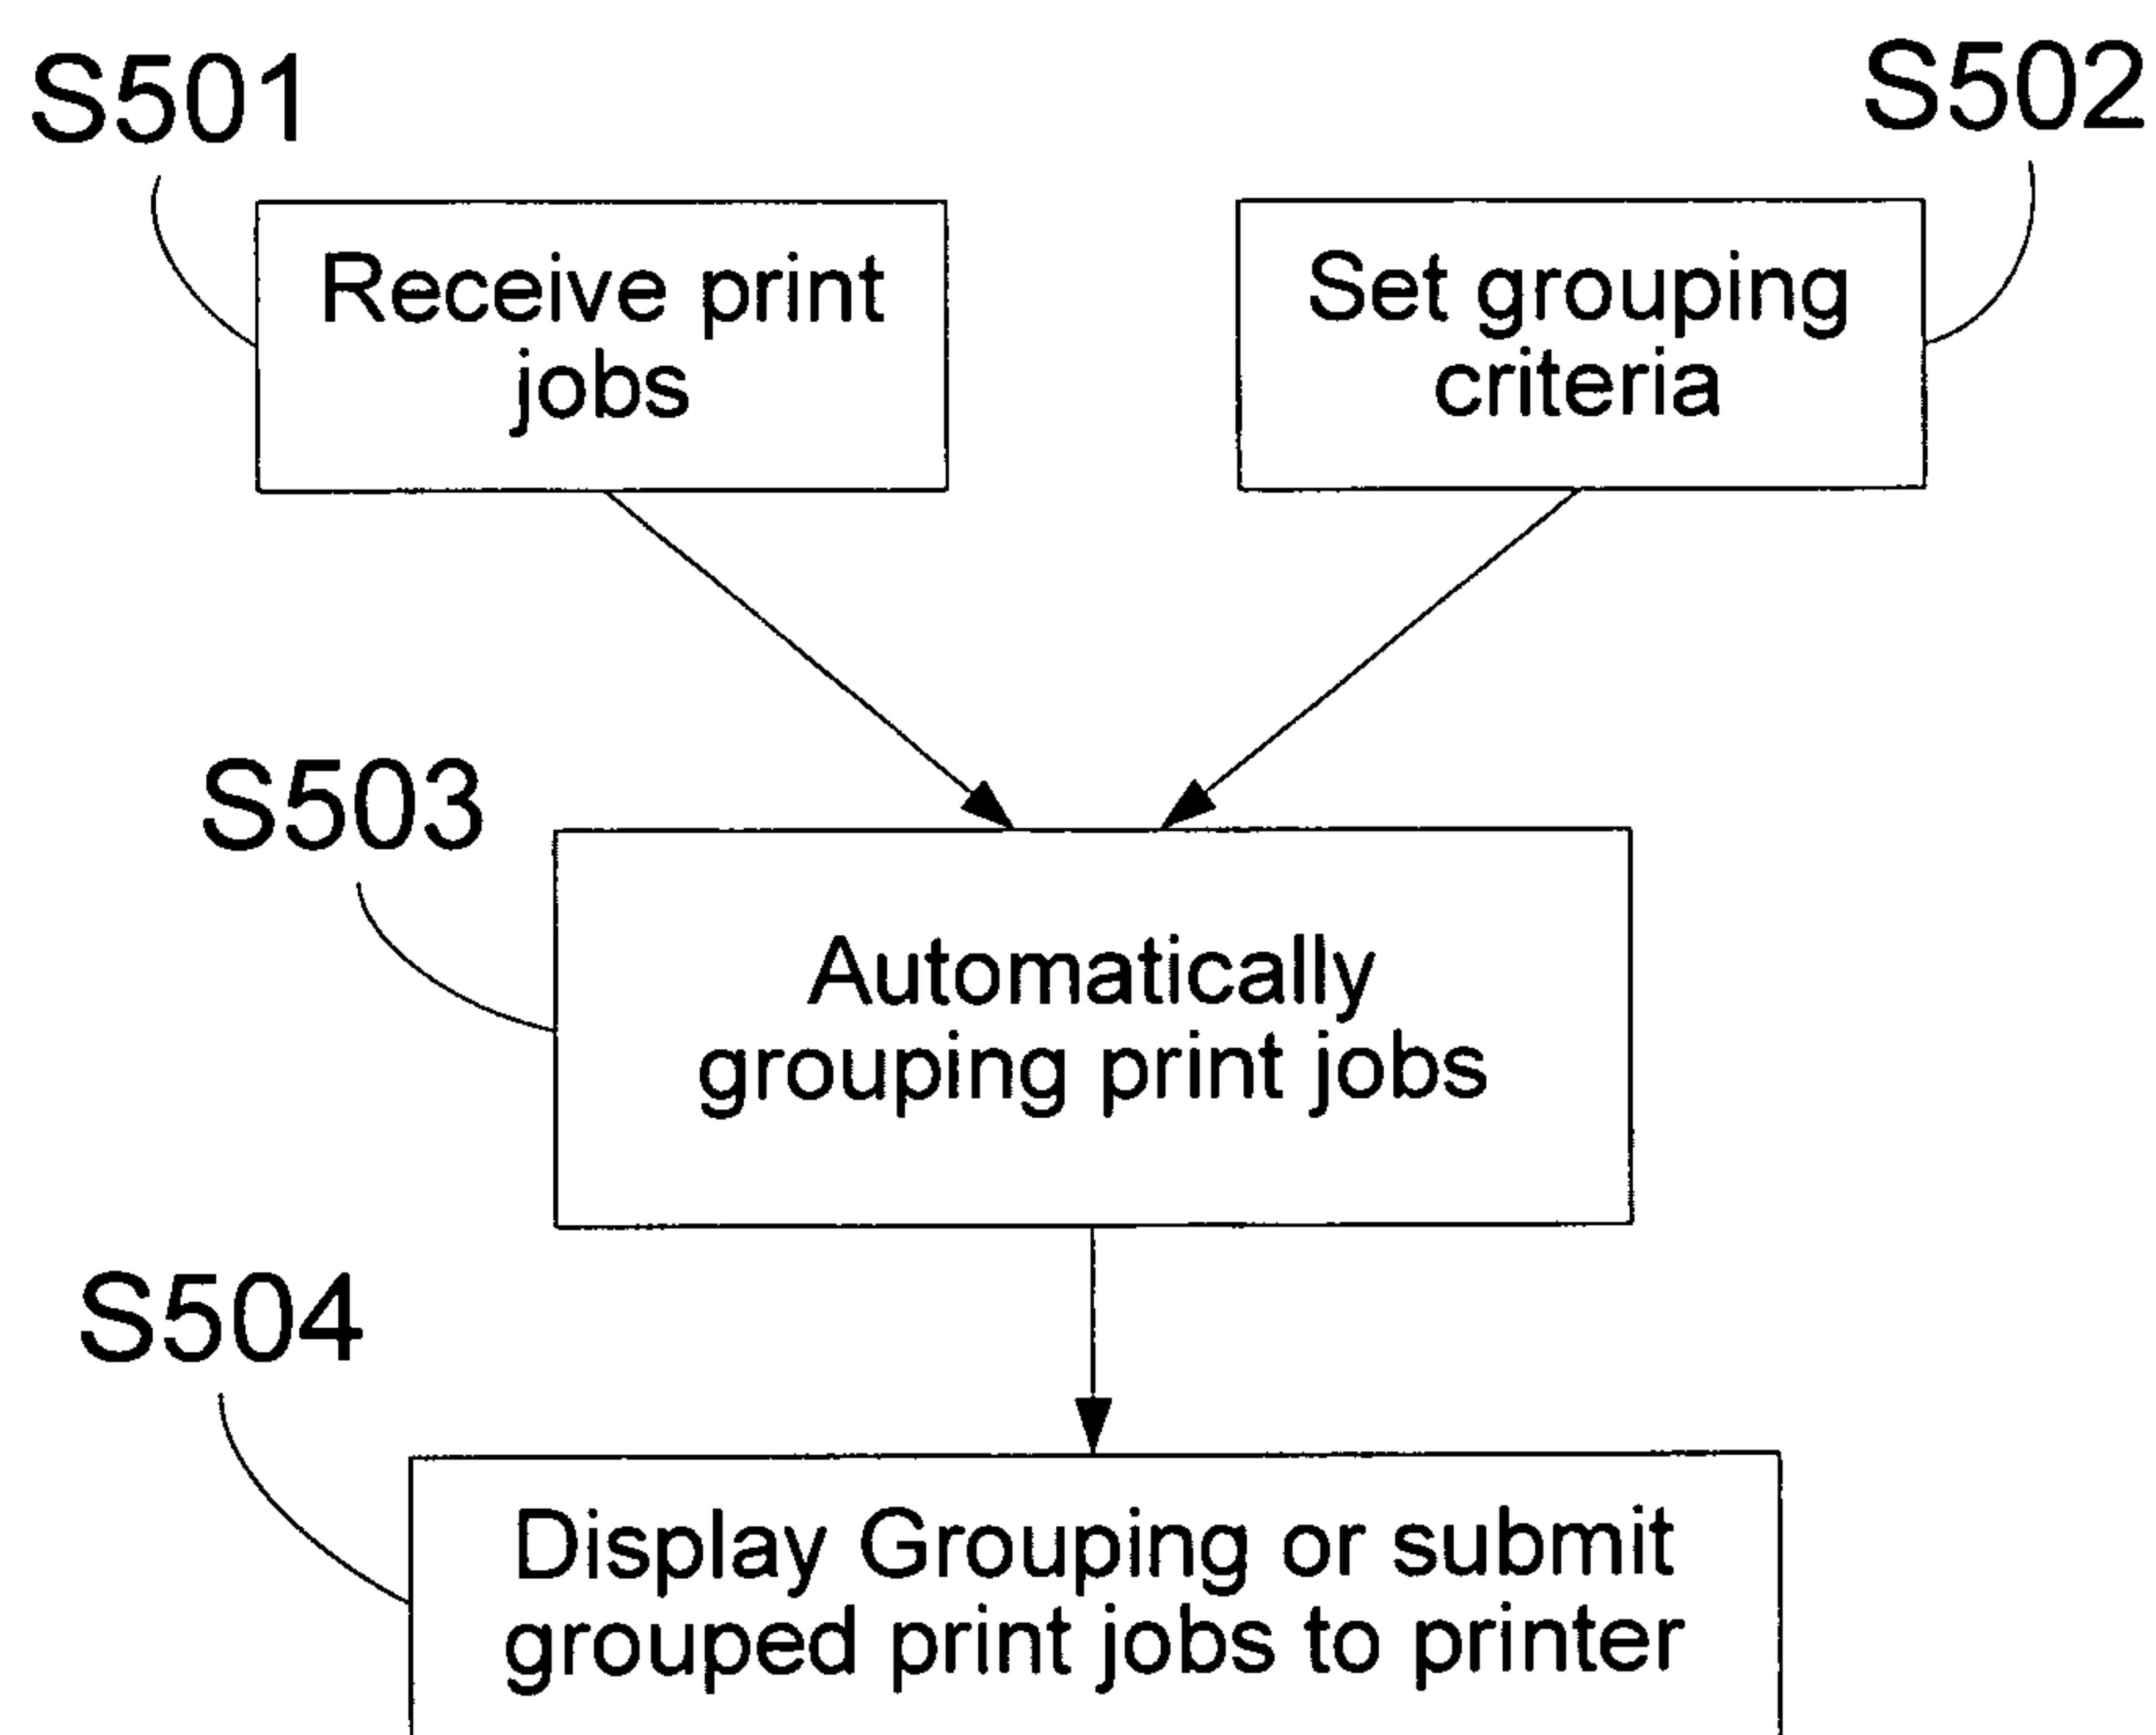 S501
S502
Receive print
jobs
Set grouping
criteria
S503
Automatically
grouping print jobs
S504
Display Grouping or submit
grouped print jobs to printer